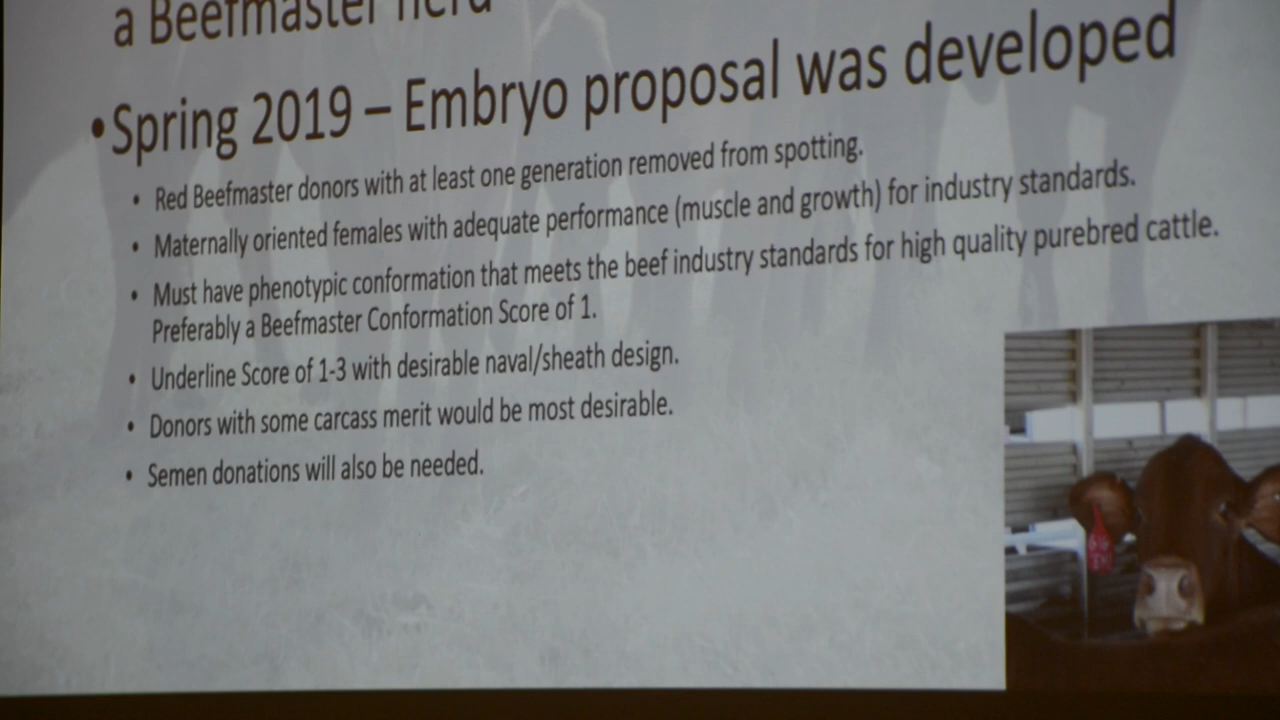 a Beefmaster herd
•Spring 2019 – Embryo proposal was developed
• Red Beefmaster donors with at least one generation removed from spotting.
• Maternally oriented females with adequate performance (muscle and growth) for industry standards.
• Must have phenotypic conformation that meets the beef industry standards for high quality purebred cattle.
Preferably a Beefmaster Conformation Score of 1.
• Underline Score of 1-3 with desirable naval/sheath design.
• Donors with some carcass merit would be most desirable.
• Semen donations will also be needed.